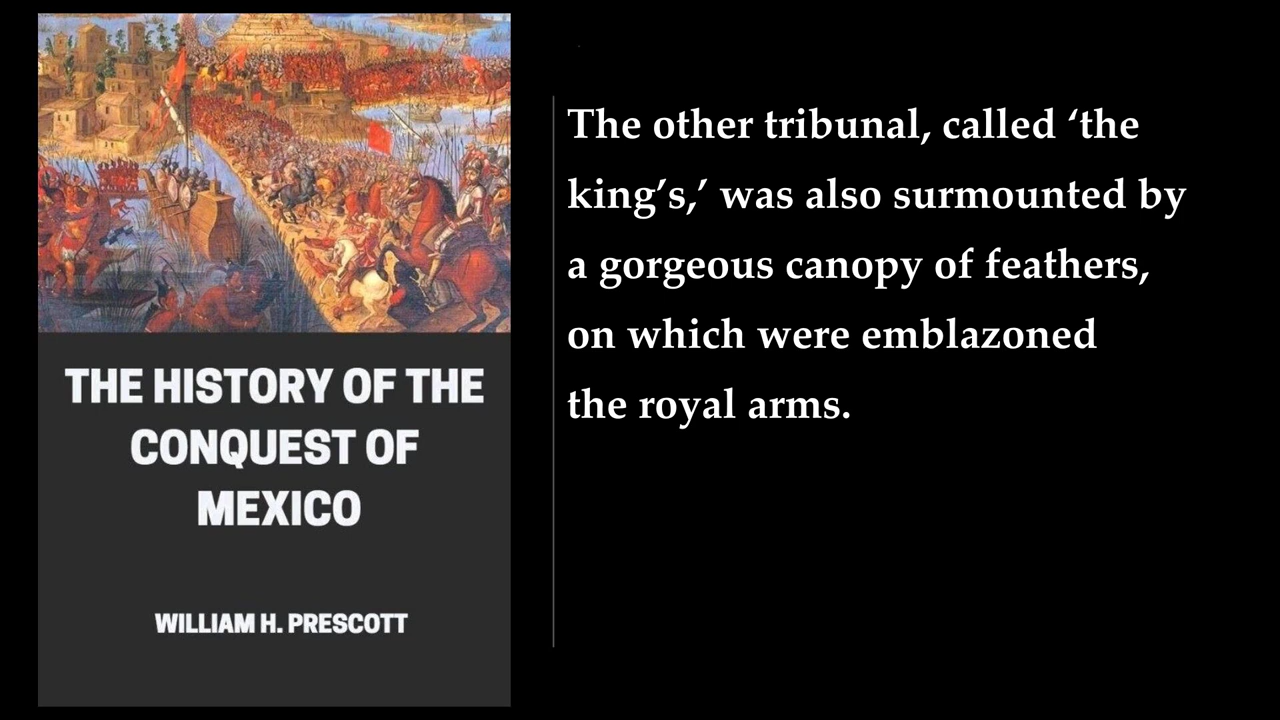 THE HISTORY OF THE
CONQUEST OF
MEXICO
WILLIAM H. PRESCOTT
The other tribunal, called ‘the
king’s,’ was also surmounted by
a gorgeous canopy of feathers,
on which were emblazoned
the royal arms.